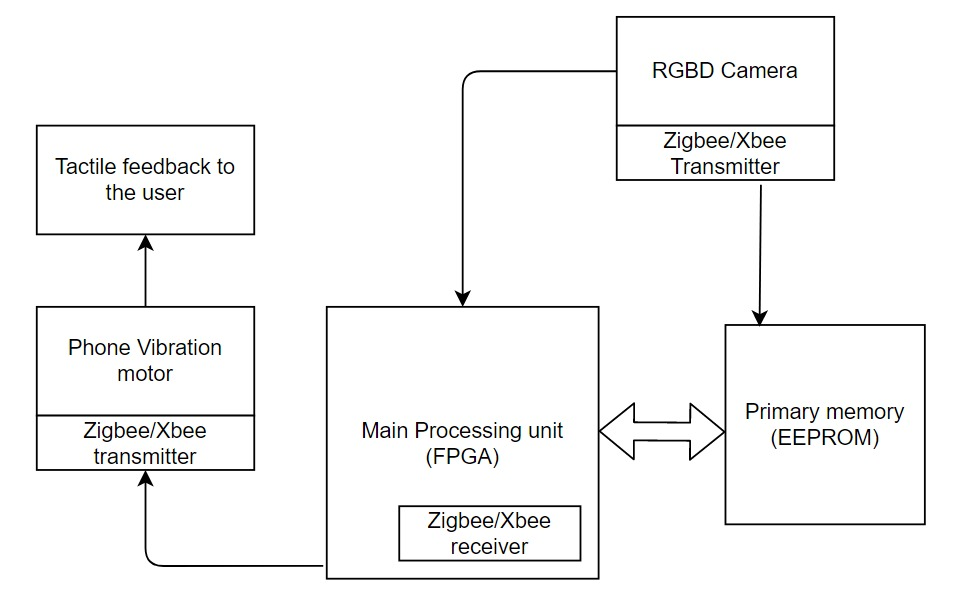 RGBD Camera
Zigbee/Xbee
Transmitter
Tactile feedback to
the user
Phone Vibration
motor
Zigbee/Xbee
transmitter
Main Processing unit
(FPGA)
Zigbee/Xbee
receiver
Primary memory
(EEPROM)